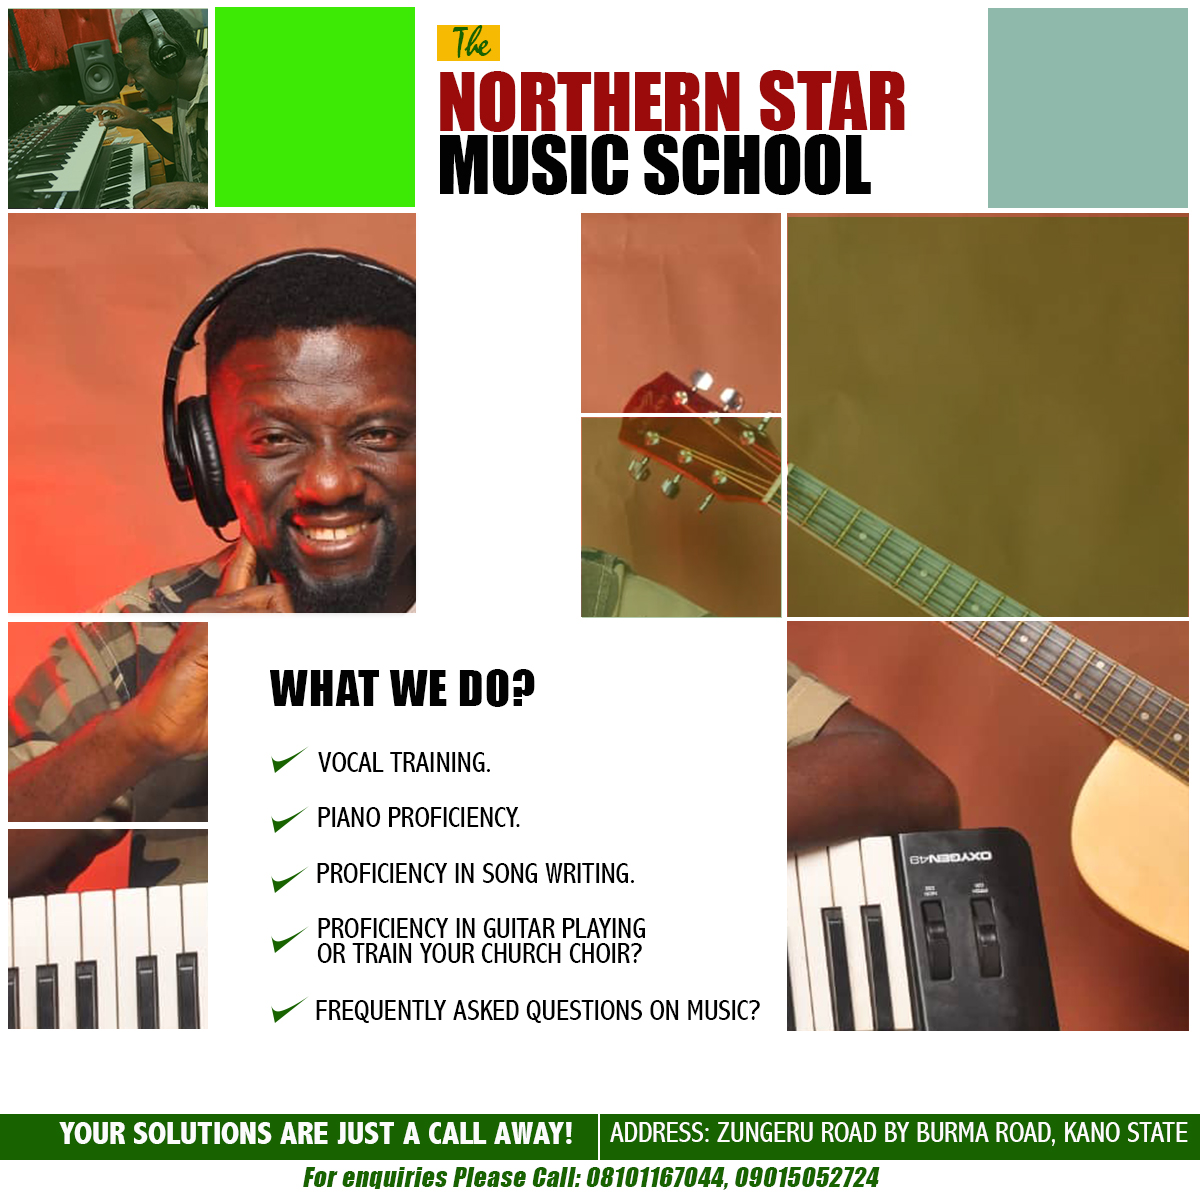 The
NORTHERN STAR
MUSIC SCHOOL
WHAT WE DO?
VOCAL TRAINING.
PIANO PROFICIENCY.
PROFICIENCY IN SONG WRITING.
PROFICIENCY IN GUITAR PLAYING
OR TRAIN YOUR CHURCH CHOIR?
FREQUENTLY ASKED QUESTIONS ON MUSIC?
OXYGEN49
YOUR SOLUTIONS ARE JUST A CALL AWAY!
ADDRESS: ZUNGERU ROAD BY BURMA ROAD, KANO STATE
For enquiries Please Call: 08101167044, 09015052724